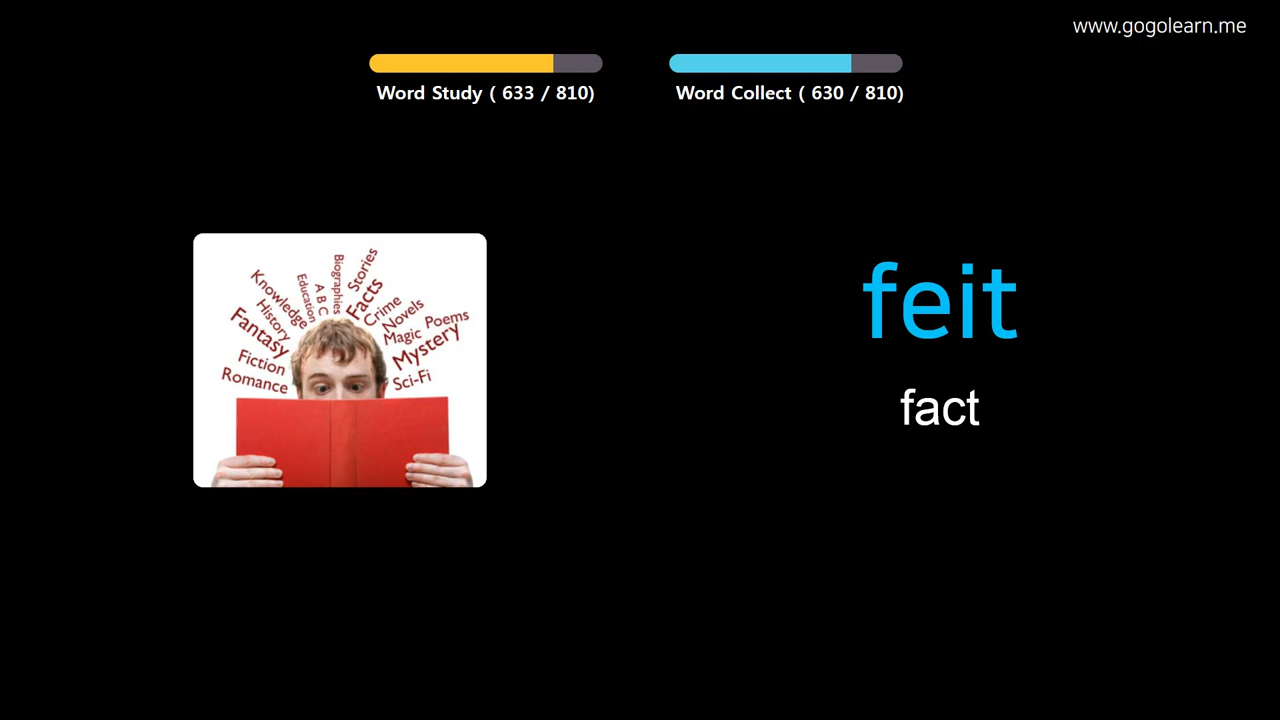 www.gogolearn.me
Word Study ( 633 / 810)
Word Collect ( 630 / 810)
feit
fact
Knowledge
History
Fantasy
Fiction
Romance
Education
A B C
Biographies
Stories
Facts
Crime
Novels
Magic
Poems
Mystery
Sci-Fi